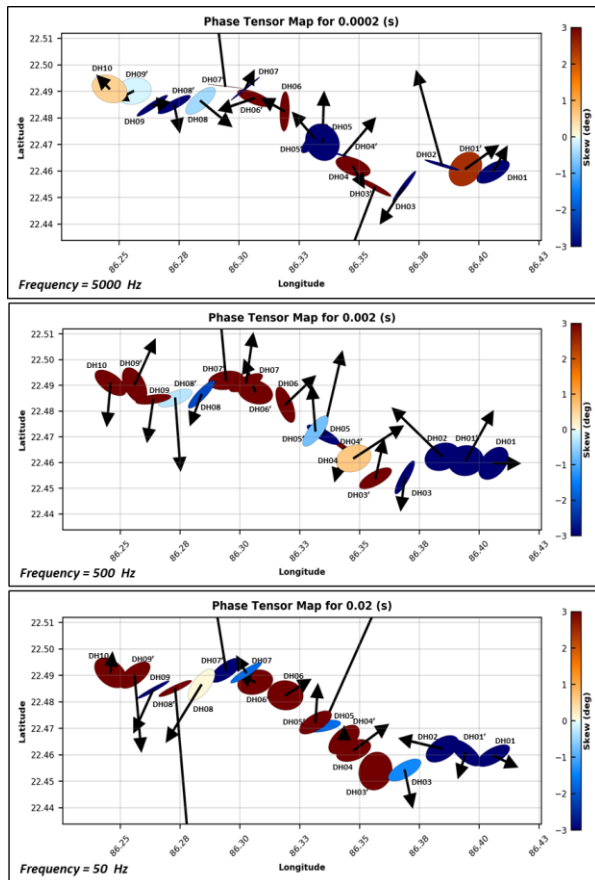 Phase Tensor Map for 0.0002 (s)
22.51
22.50
22.49
22.48
22.47
22.46
22.45
22.44
Latitude
DH10
DH09'
DH09
DH08'
DH08
DH07'
DH07
DH06'
DH06
DH05'
DH05
DH04'
DH04
DH03'
DH03
DH02
DH01'
DH01
86.25
86.28
86.30
86.33
86.35
86.38
86.40
86.43
Longitude
3
2
1
0
−1
−2
−3
Skew (deg)
Frequency = 5000 Hz
Phase Tensor Map for 0.002 (s)
22.51
22.50
22.49
22.48
22.47
22.46
22.45
22.44
Latitude
DH10
DH09'
DH09
DH08'
DH08
DH07'
DH07
DH06'
DH06
DH05'
DH05
DH04'
DH04
DH03'
DH03
DH02
DH01'
DH01
86.25
86.28
86.30
86.33
86.35
86.38
86.40
86.43
Longitude
3
2
1
0
−1
−2
−3
Skew (deg)
Frequency = 500 Hz
Phase Tensor Map for 0.02 (s)
22.51
22.50
22.49
22.48
22.47
22.46
22.45
22.44
Latitude
DH10
DH09'
DH09
DH08'
DH08
DH07'
DH07
DH06'
DH06
DH05'
DH05
DH04'
DH04
DH03'
DH03
DH02
DH01'
DH01
86.25
86.28
86.30
86.33
86.35
86.38
86.40
86.43
Longitude
3
2
1
0
−1
−2
−3
Skew (deg)
Frequency = 50 Hz